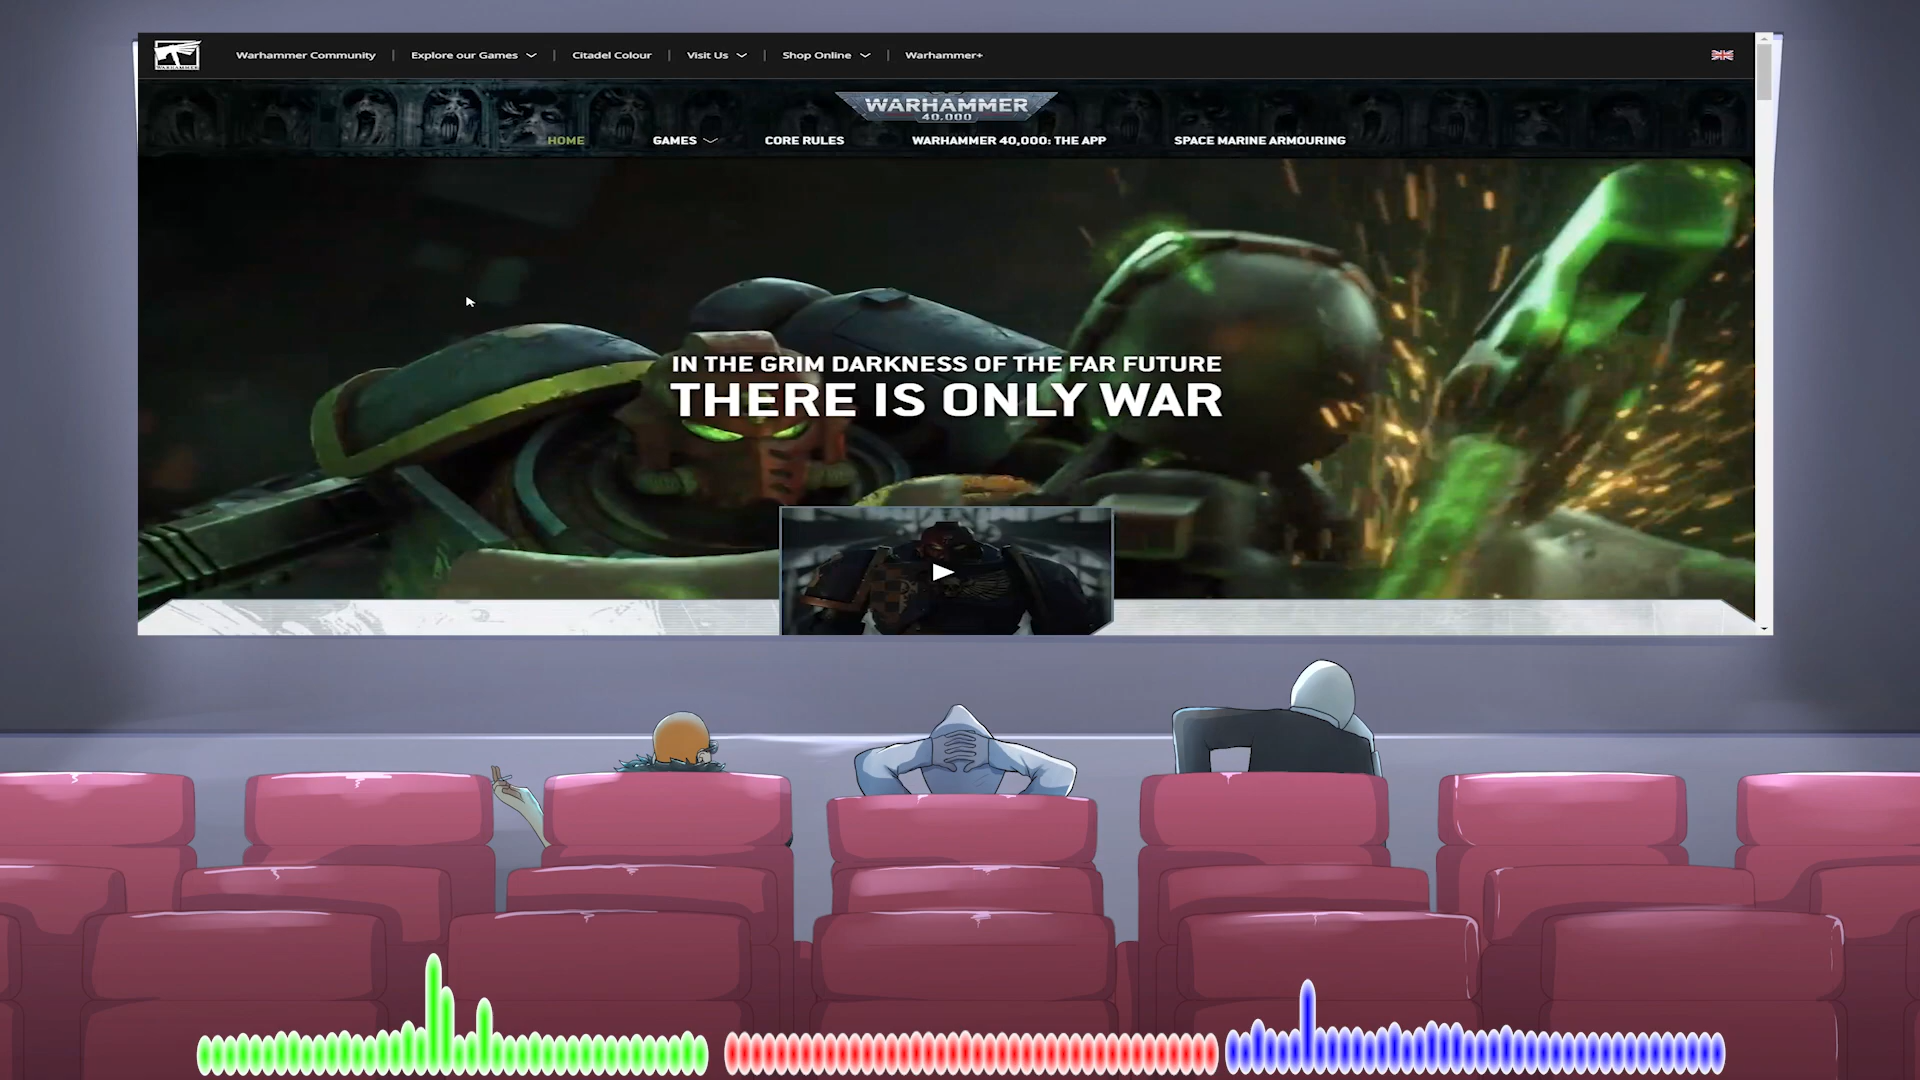 WARHAMMER
Warhammer Community | Explore our Games | Citadel Colour | Visit Us | Shop Online | Warhammer+
WARHAMMER
40,000
HOME GAMES CORE RULES WARHAMMER 40,000: THE APP SPACE MARINE ARMOURING
IN THE GRIM DARKNESS OF THE FAR FUTURE
THERE IS ONLY WAR